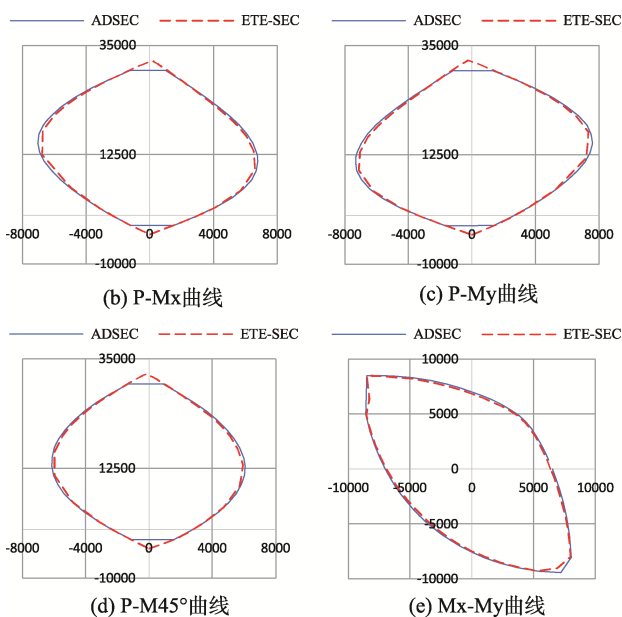 ADSEC ETE-SEC
35000
12500
-8000 -4000 0 4000 8000
-10000
(b) P-Mx曲线
ADSEC ETE-SEC
35000
12500
-8000 -4000 0 4000 8000
-10000
(c) P-My曲线
ADSEC ETE-SEC
35000
12500
-8000 -4000 0 4000 8000
-10000
(d) P-M45°曲线
ADSEC ETE-SEC
10000
5000
0
-10000 -5000 0 5000 10000
-5000
-10000
(e) Mx-My曲线